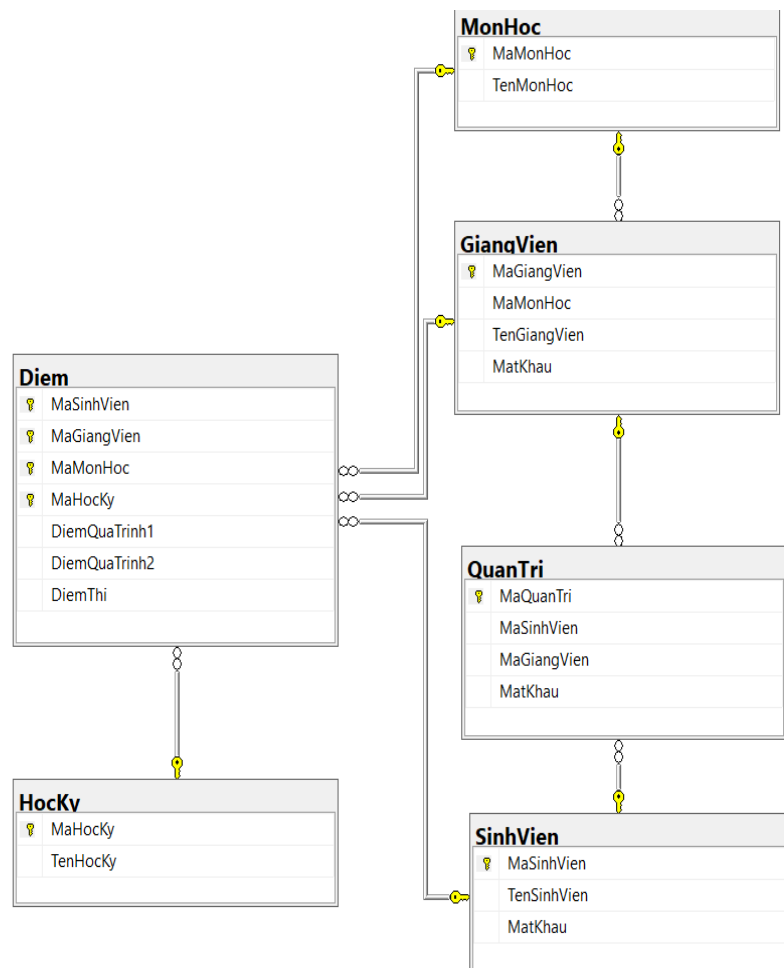 MonHoc
MaMonHoc
TenMonHoc
GiangVien
MaGiangVien
MaMonHoc
TenGiangVien
MatKhau
Diem
MaSinhVien
MaGiangVien
MaMonHoc
MaHocKy
DiemQuaTrinh1
DiemQuaTrinh2
DiemThi
QuanTri
MaQuanTri
MaSinhVien
MaGiangVien
MatKhau
HocKy
MaHocKy
TenHocKy
SinhVien
MaSinhVien
TenSinhVien
MatKhau